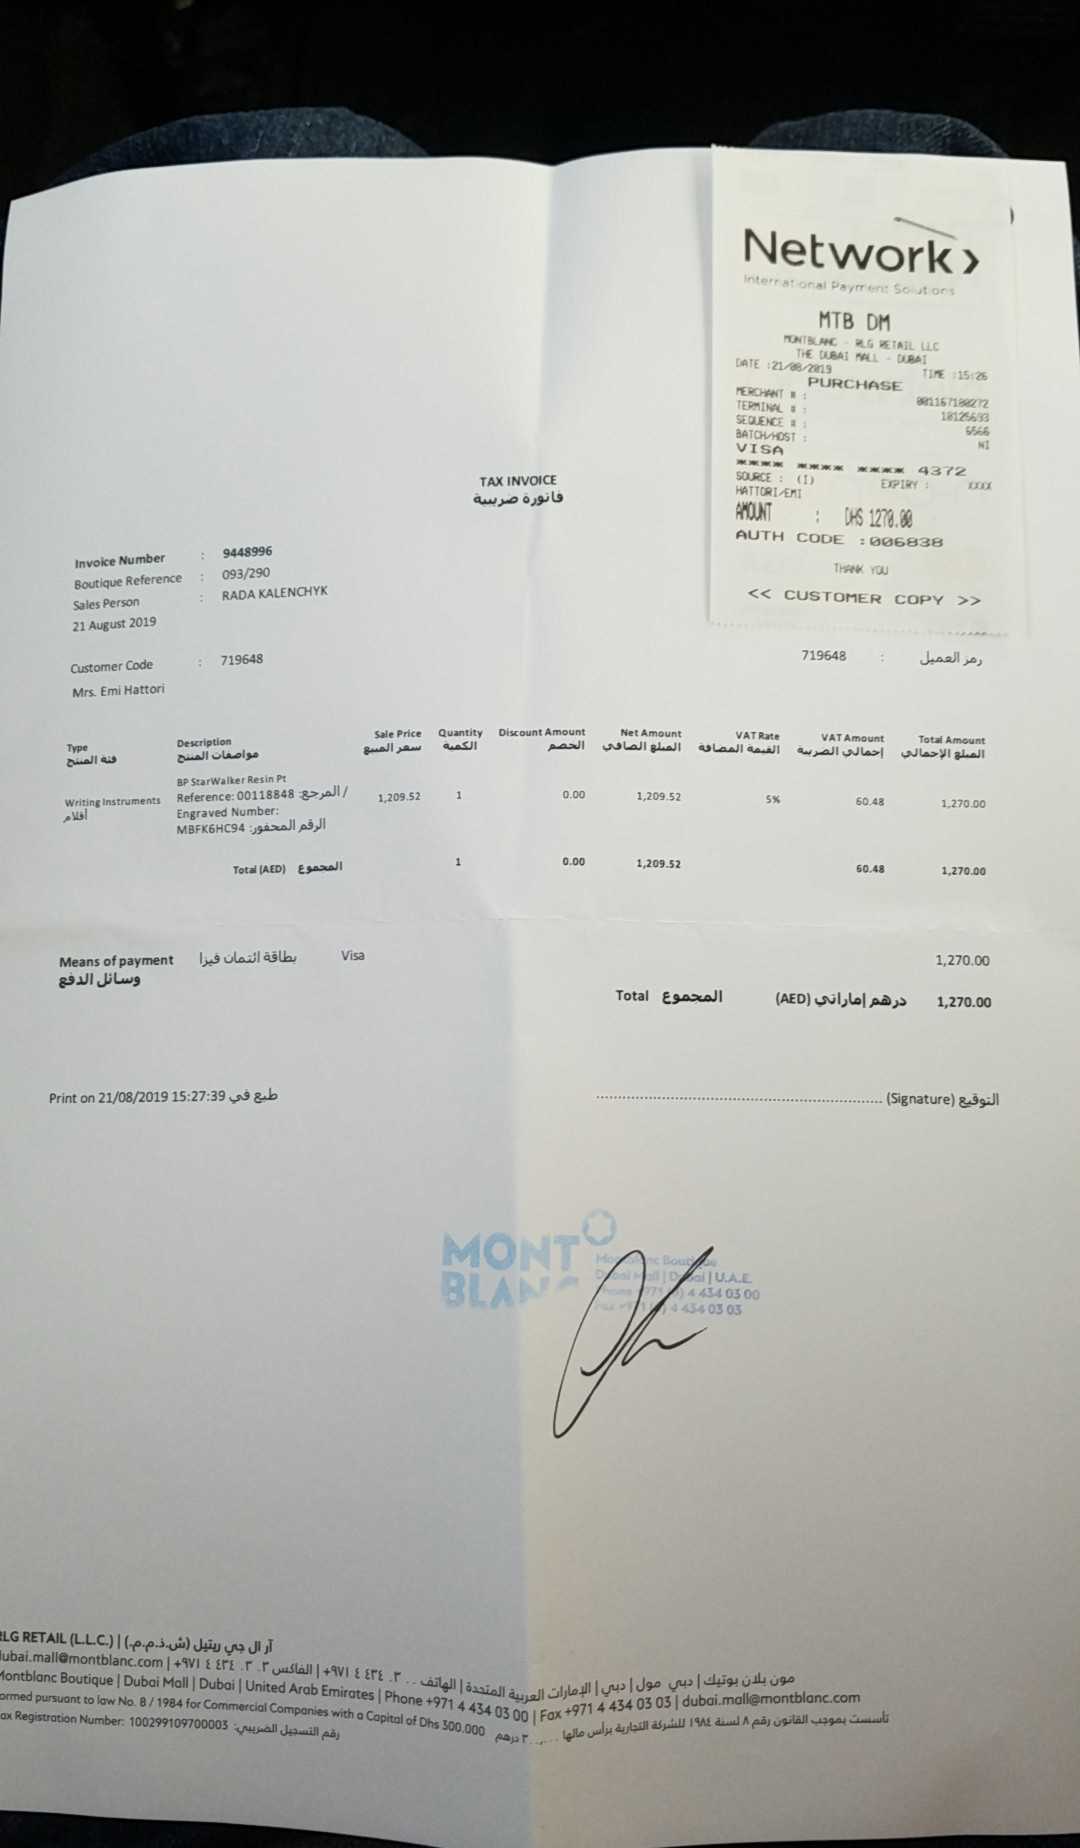 Network>
International Payment Solutions
MTB DM
MONTBLANC - RLG RETAIL LLC
THE DUBAI MALL - DUBAI
DATE :21/08/2019 TIME :15:26
PURCHASE
MERCHANT # : 001167180272
TERMINAL # : 10125693
SEQUENCE # : 6566
BATCH/HOST : NI
VISA
**** **** **** 4372
SOURCE : (I) EXPIRY : XXXX
HATTORI/EMI
AMOUNT : DHS 1270.00
AUTH CODE :006838
THANK YOU
<< CUSTOMER COPY >>
TAX INVOICE
فاتورة ضريبية
Invoice Number : 9448996
Boutique Reference : 093/290
Sales Person : RADA KALENCHYK
21 August 2019
Customer Code : 719648
719648 : رمز العميل
Mrs. Emi Hattori
Type Description Sale Price Quantity Discount Amount Net Amount VAT Rate VAT Amount Total Amount
فئة المنتج مواصفات المنتج سعر المبيع الكمية الخصم المبلغ الصافي القيمة المضافة إجمالي الضريبة المبلغ الإجمالي
BP StarWalker Resin Pt
Writing Instruments Reference: 00118848 :المرجع / 1,209.52 1 0.00 1,209.52 5% 60.48 1,270.00
أقلام Engraved Number:
MBFK6HC94 :الرقم المحفور
Total (AED) المجموع 1 0.00 1,209.52 60.48 1,270.00
Means of payment بطاقة ائتمان فيزا Visa 1,270.00
وسائل الدفع
Total المجموع (AED) درهم إماراتي 1,270.00
Print on 21/08/2019 15:27:39 طبع في
(Signature) التوقيع
MONT
BLANC
Montblanc Boutique
Dubai Mall | Dubai | U.A.E.
Phone +971 (0) 4 434 03 00
Fax +971 (0) 4 434 03 03
RLG RETAIL (L.L.C.) | (.آر ال جي ريتيل (ش.ذ.م.م
مون بلان بوتيك | دبي مول | دبي | الإمارات العربية المتحدة | الهاتف ٠٠ ٠٣ ٤٣٤ ٤ ٩٧١+ | الفاكس ٠٣ ٠٣ ٤٣٤ ٤ ٩٧١+ | dubai.mall@montblanc.com
Montblanc Boutique | Dubai Mall | Dubai | United Arab Emirates | Phone +971 4 434 03 00 | Fax +971 4 434 03 03 | dubai.mall@montblanc.com
ormed pursuant to law No. 8 / 1984 for Commercial Companies with a Capital of Dhs 300.000 تأسست بموجب القانون رقم ٨ لسنة ١٩٨٤ للشركة التجارية برأس مالها درهم
ax Registration Number: 100299109700003 :رقم التسجيل الضريبي